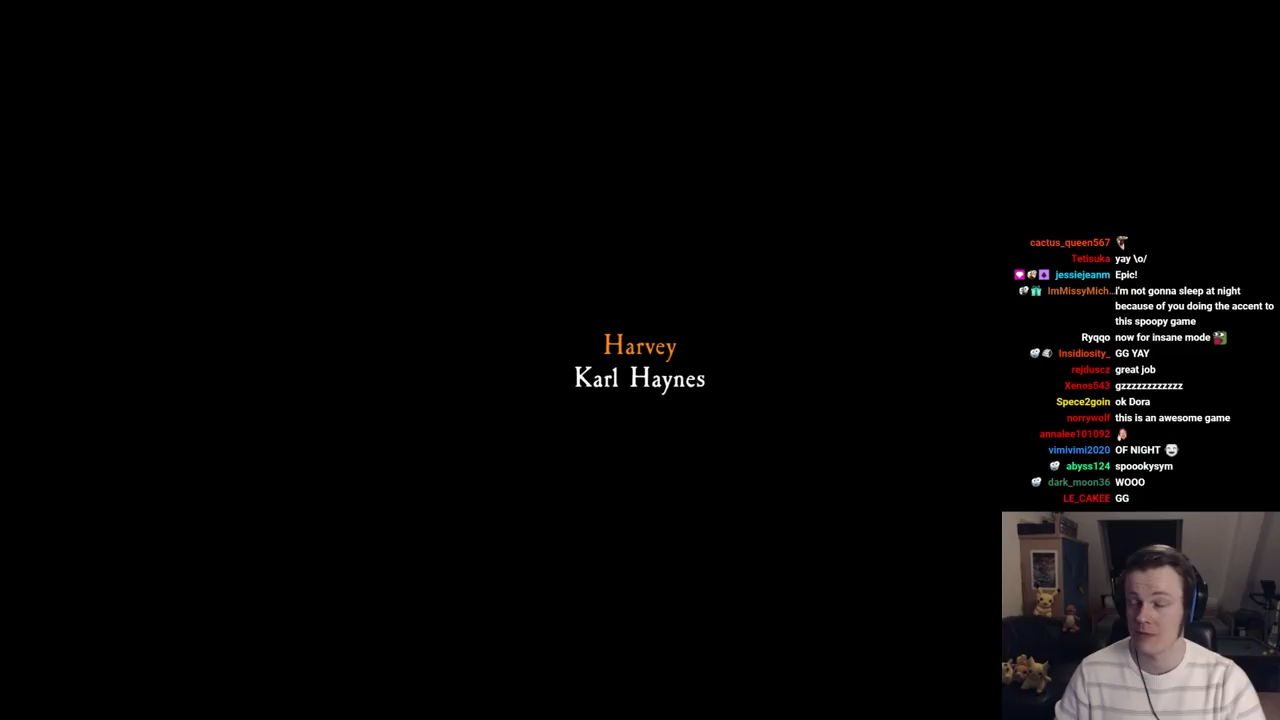 Harvey
Karl Haynes
cactus_queen567
Tetisuka yay \o/
jessiejeanm Epic!
ImMissyMich... i'm not gonna sleep at night
because of you doing the accent to
this spoopy game
Ryqqo now for insane mode
Insidiosity_ GG YAY
rejduscz great job
Xenos543 gzzzzzzzzzzzz
Spece2goin ok Dora
norrywolf this is an awesome game
annalee101092
vimivimi2020 OF NIGHT
abyss124 spoookysym
dark_moon36 WOOO
LE_CAKEE GG